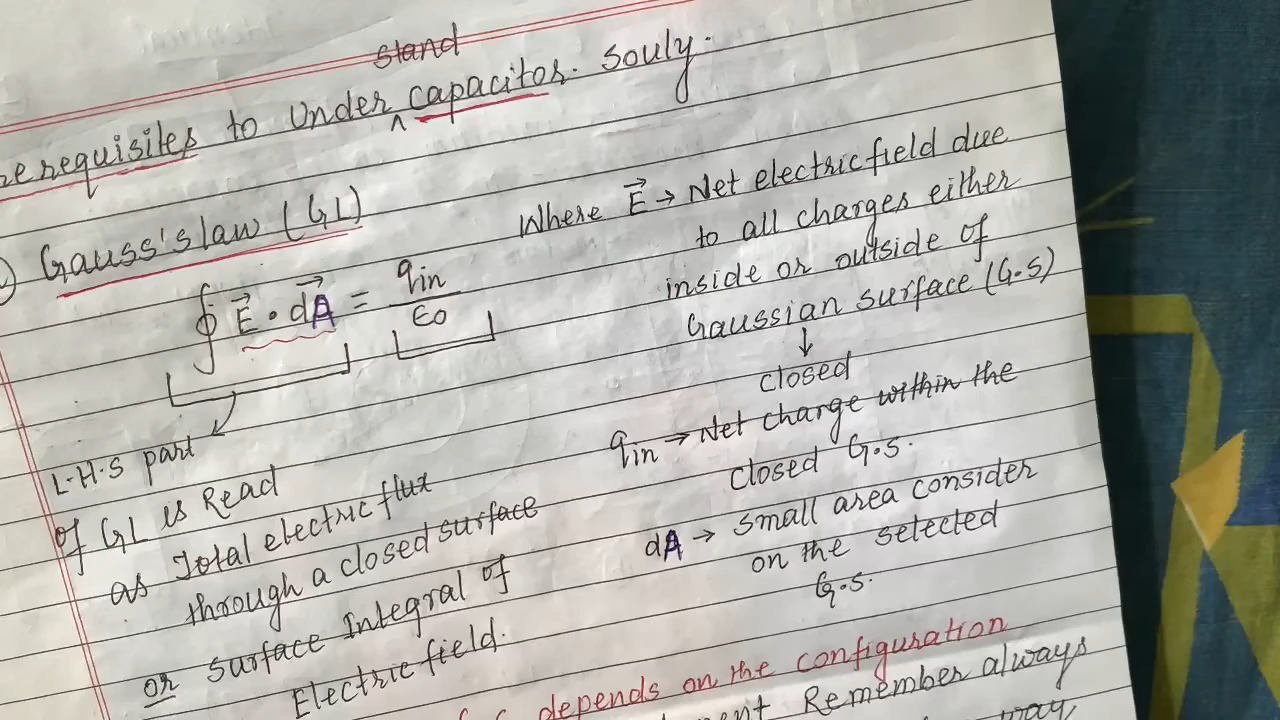 stand
rerequisites to Under ^ capacitor. souly.
Gauss's law (GL)
∮ E⃗ · dA⃗ = qin / ε0
L.H.S part
of GL is Read
as Total electric flux
through a closed surface
or Surface Integral of
Electric field.
Where E⃗ → Net electric field due
to all charges either
inside or outside of
Gaussian surface (G.S)
↓
closed
qin → Net charge within the
closed G.S.
dA → Small area consider
on the selected
G.S.
depends on the configuration
Remember always
way